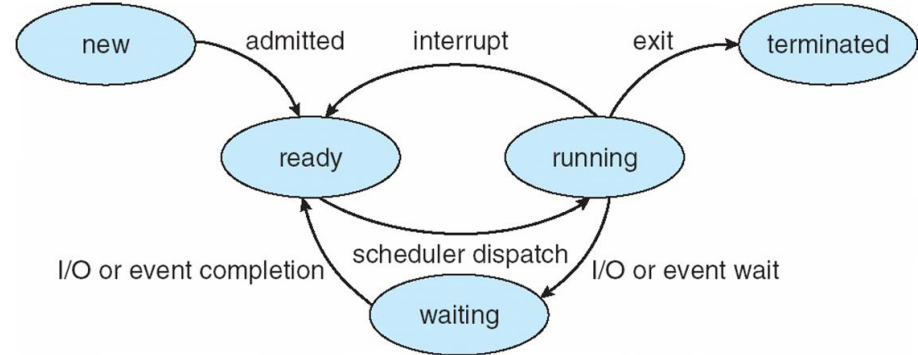 new
admitted
interrupt
exit
terminated
ready
running
I/O or event completion
scheduler dispatch
I/O or event wait
waiting